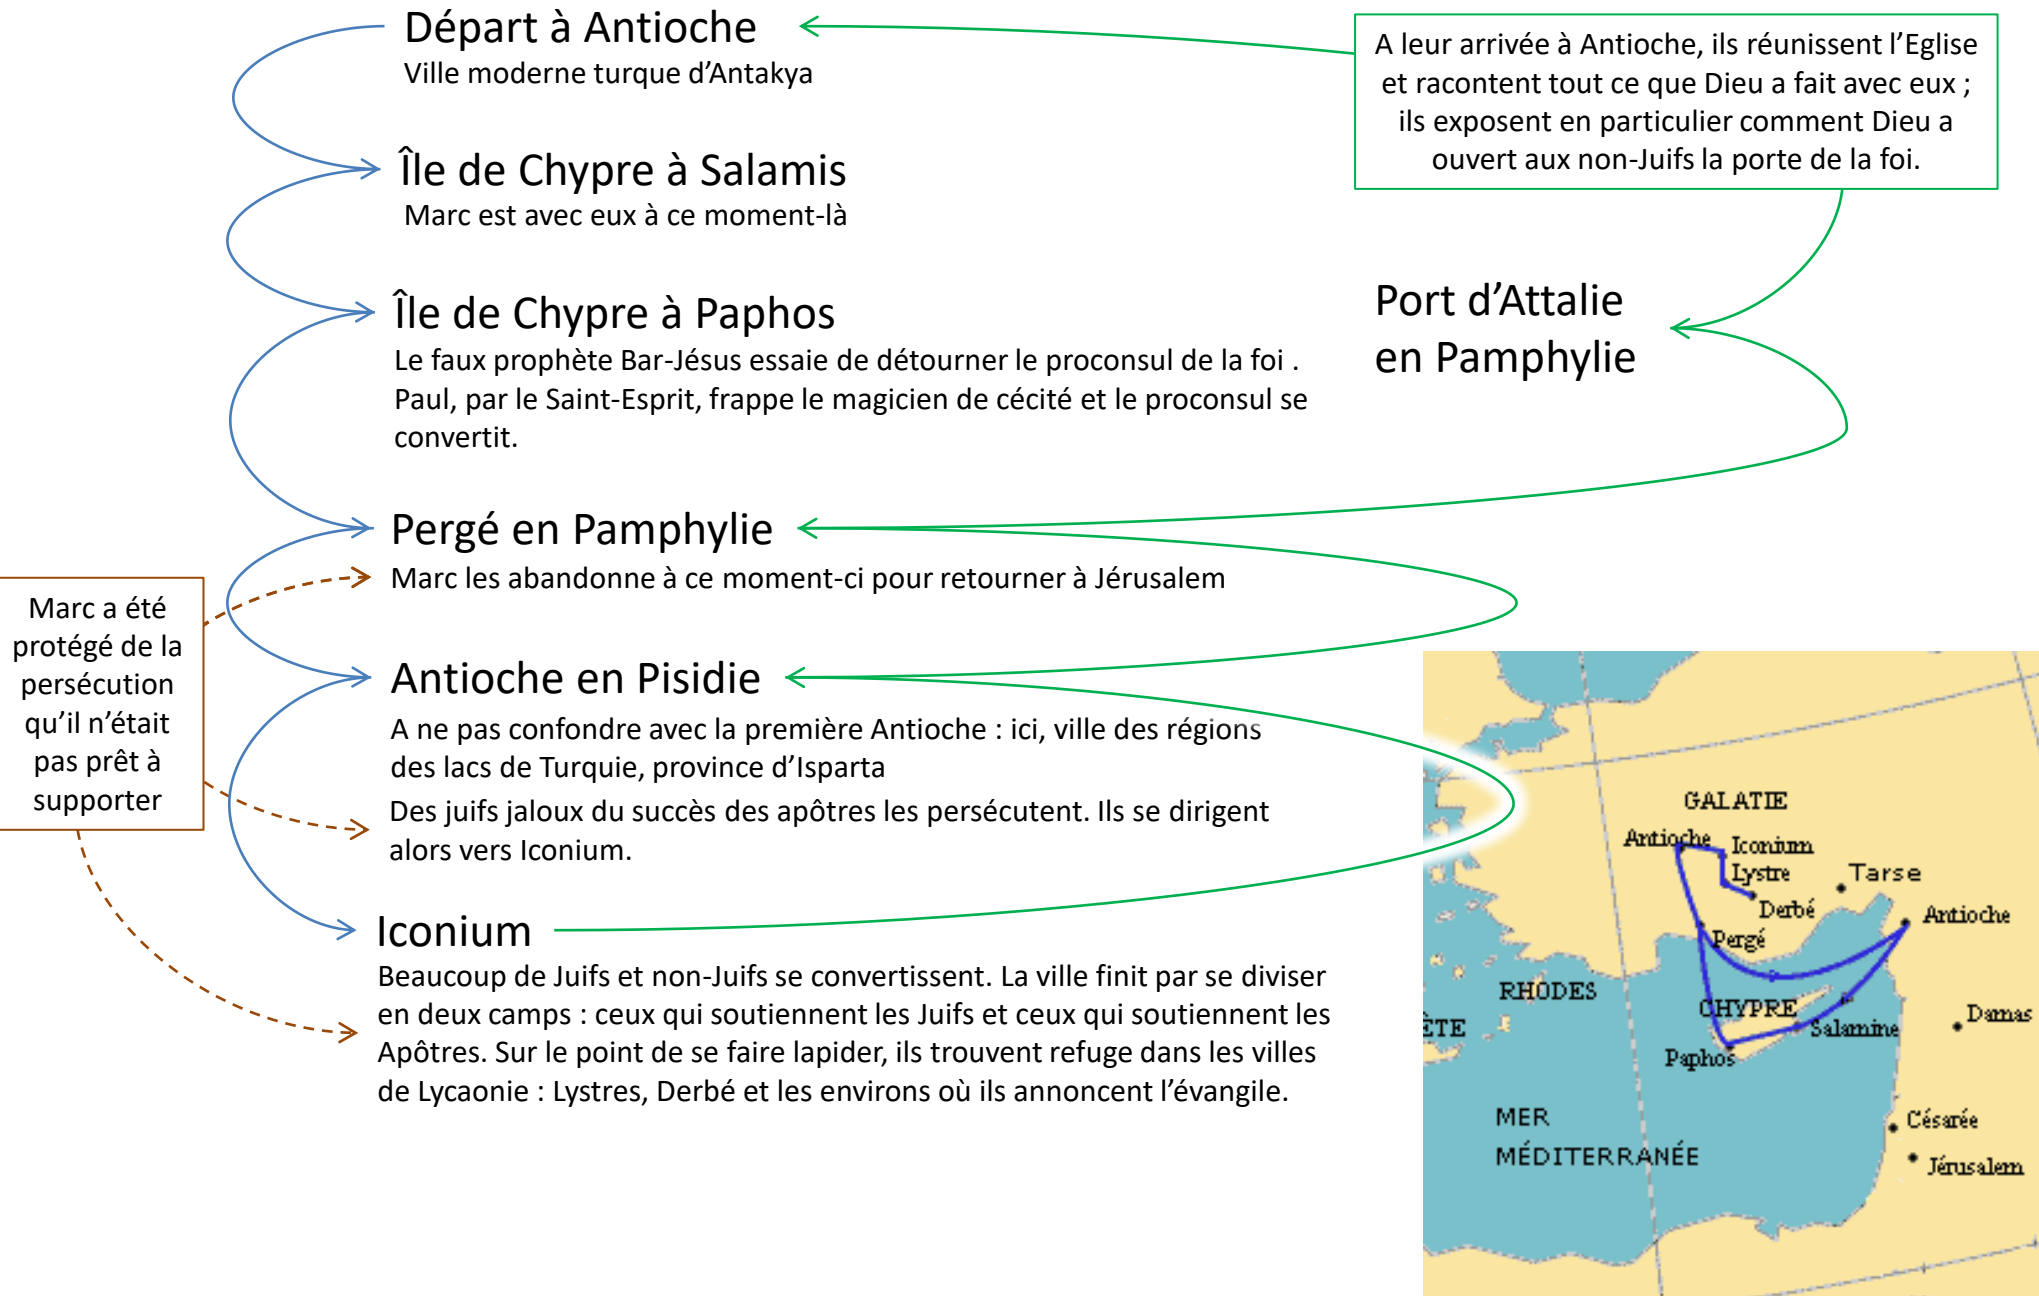 Départ à Antioche
Ville moderne turque d’Antakya
A leur arrivée à Antioche, ils réunissent l’Eglise
et racontent tout ce que Dieu a fait avec eux ;
ils exposent en particulier comment Dieu a
ouvert aux non-Juifs la porte de la foi.
Île de Chypre à Salamis
Marc est avec eux à ce moment-là
Île de Chypre à Paphos
Le faux prophète Bar-Jésus essaie de détourner le proconsul de la foi .
Paul, par le Saint-Esprit, frappe le magicien de cécité et le proconsul se
convertit.
Port d’Attalie
en Pamphylie
Pergé en Pamphylie
Marc les abandonne à ce moment-ci pour retourner à Jérusalem
Marc a été
protégé de la
persécution
qu’il n’était
pas prêt à
supporter
Antioche en Pisidie
A ne pas confondre avec la première Antioche : ici, ville des régions
des lacs de Turquie, province d’Isparta
Des juifs jaloux du succès des apôtres les persécutent. Ils se dirigent
alors vers Iconium.
Iconium
Beaucoup de Juifs et non-Juifs se convertissent. La ville finit par se diviser
en deux camps : ceux qui soutiennent les Juifs et ceux qui soutiennent les
Apôtres. Sur le point de se faire lapider, ils trouvent refuge dans les villes
de Lycaonie : Lystres, Derbé et les environs où ils annoncent l’évangile.
GALATIE
Antioche
Iconium
Lystre
Tarse
Derbé
Antioche
Pergé
RHODES
CHYPRE
Damas
ÈTE
Salamine
Paphos
MER
MÉDITERRANÉE
Césarée
Jérusalem